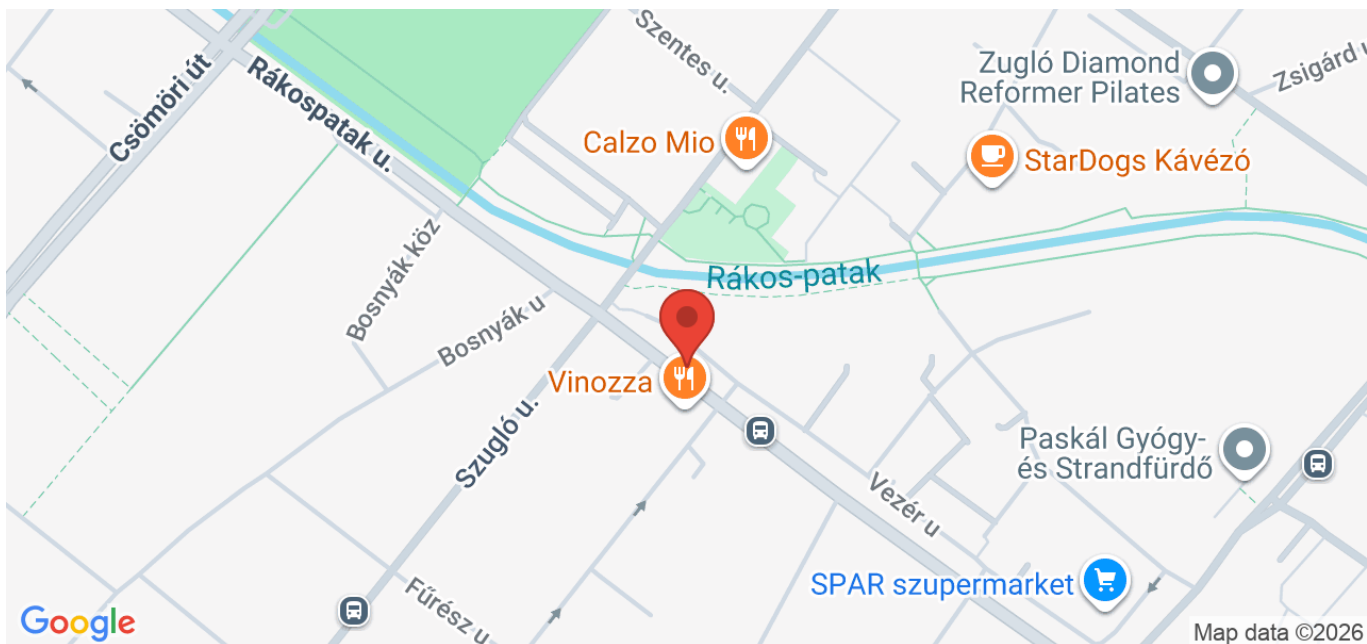 Szentes u.
Zugló Diamond
Reformer Pilates
Zsigárd u
Csömöri út
Rákospatak u.
Calzo Mio
StarDogs Kávézó
Bosnyák köz
Rákos-patak
Bosnyák u
Vinozza
Szugló u.
Paskál Gyógy-
és Strandfürdő
Vezér u
SPAR szupermarket
Fűrész u.
Google
Map data ©2026